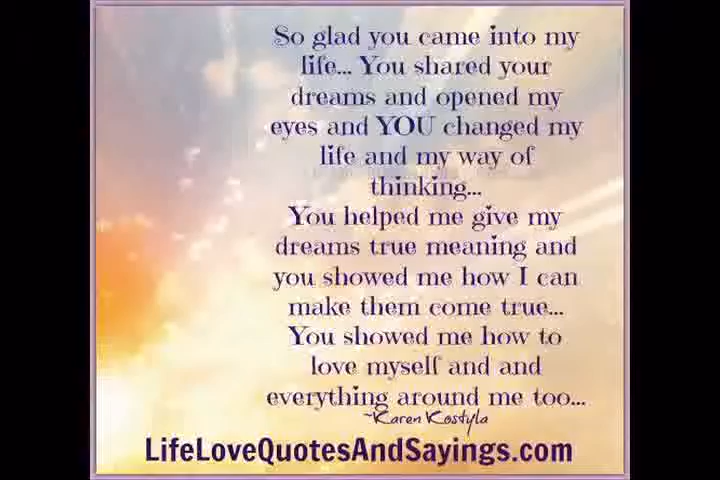 So glad you came into my
life... You shared your
dreams and opened my
eyes and YOU changed my
life and my way of
thinking...
You helped me give my
dreams true meaning and
you showed me how I can
make them come true...
You showed me how to
love myself and and
everything around me too...
~Karen Kostyla
LifeLoveQuotesAndSayings.com